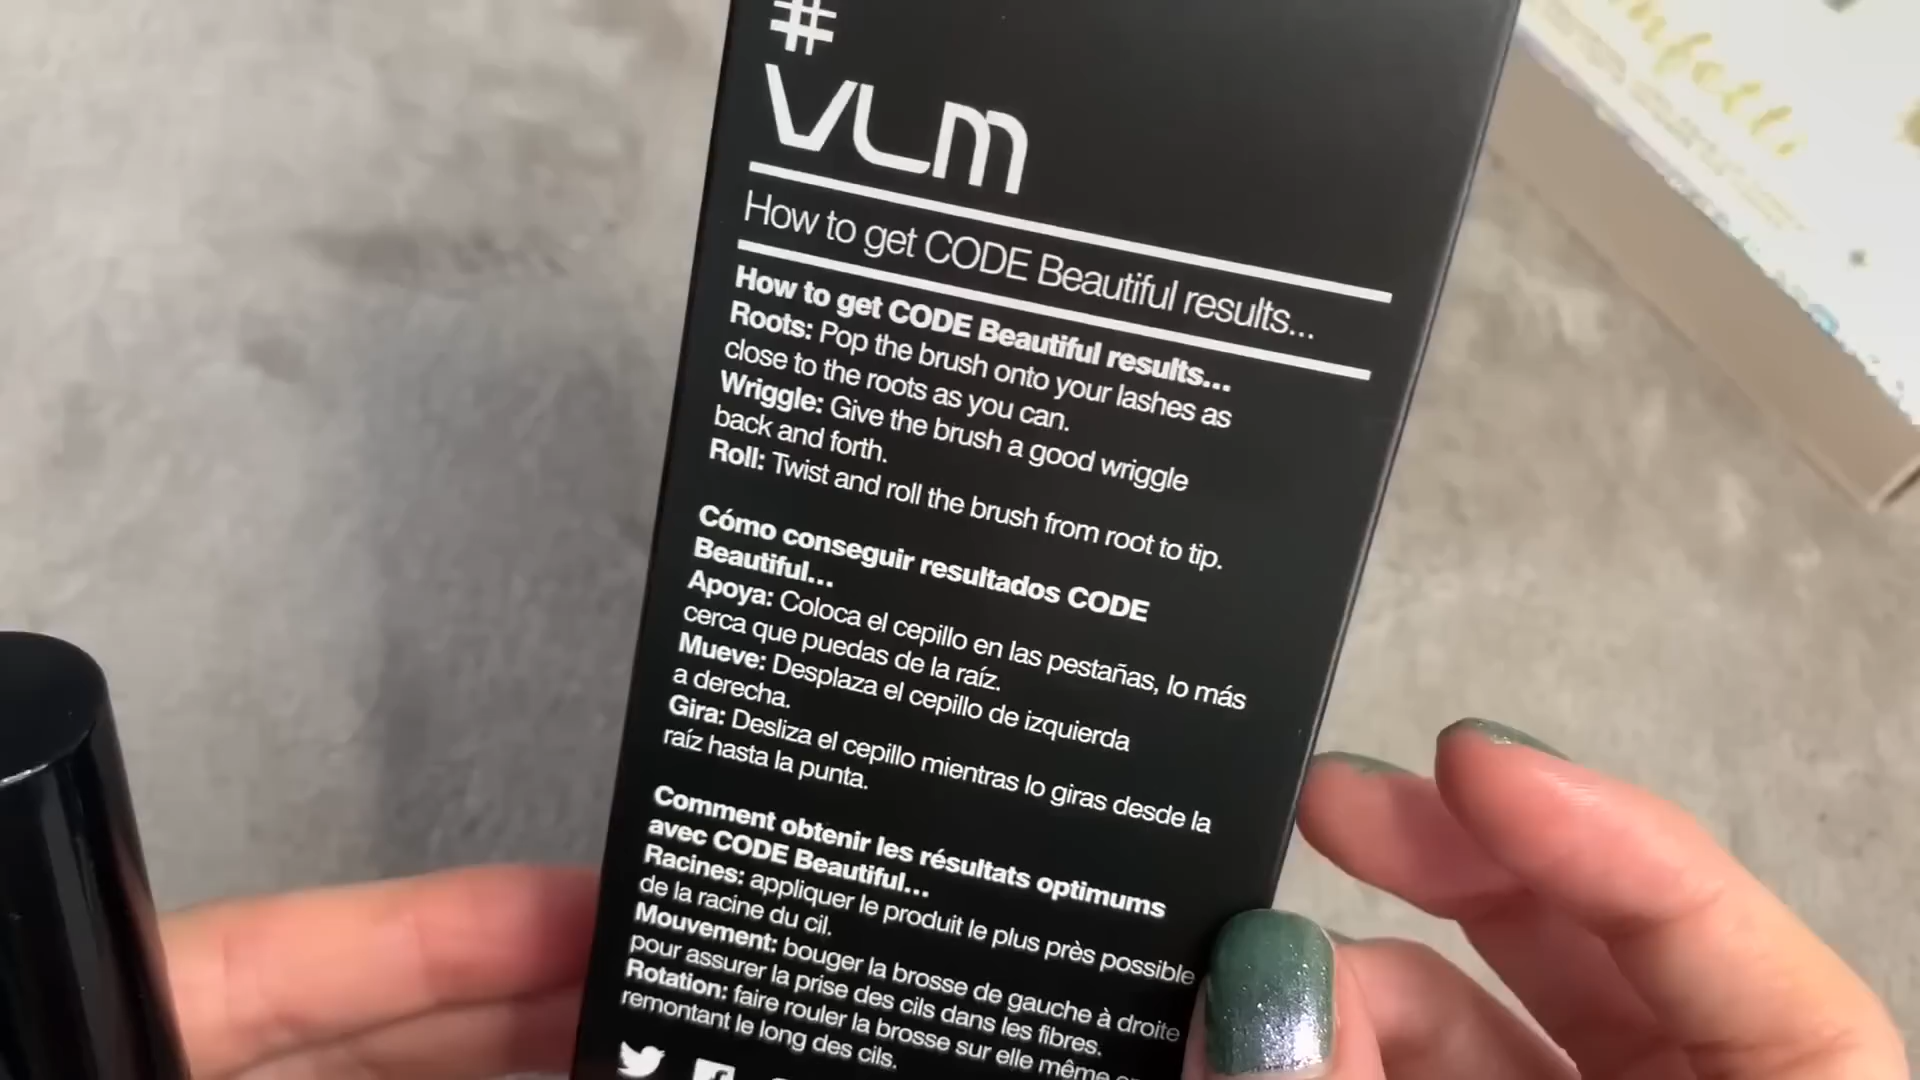 #
VLM
How to get CODE Beautiful results...
How to get CODE Beautiful results...
Roots: Pop the brush onto your lashes as
close to the roots as you can.
Wriggle: Give the brush a good wriggle
back and forth.
Roll: Twist and roll the brush from root to tip.
Cómo conseguir resultados CODE
Beautiful...
Apoya: Coloca el cepillo en las pestañas, lo más
cerca que puedas de la raíz.
Mueve: Desplaza el cepillo de izquierda
a derecha.
Gira: Desliza el cepillo mientras lo giras desde la
raíz hasta la punta.
Comment obtenir les résultats optimums
avec CODE Beautiful...
Racines: appliquer le produit le plus près possible
de la racine du cil.
Mouvement: bouger la brosse de gauche à droite
pour assurer la prise des cils dans les fibres.
Rotation: faire rouler la brosse sur elle même
remontant le long des cils.